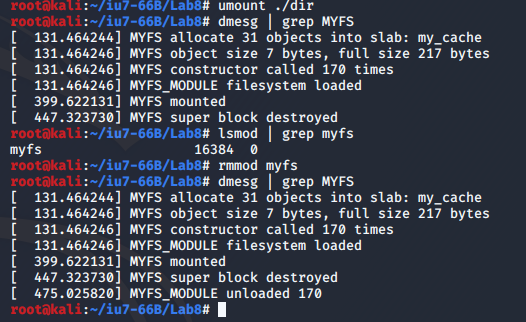 root@kali:~/iu7-66B/Lab8# umount ./dir
root@kali:~/iu7-66B/Lab8# dmesg | grep MYFS
[  131.464244] MYFS allocate 31 objects into slab: my_cache
[  131.464246] MYFS object size 7 bytes, full size 217 bytes
[  131.464246] MYFS constructor called 170 times
[  131.464246] MYFS_MODULE filesystem loaded
[  399.622131] MYFS mounted
[  447.323730] MYFS super block destroyed
root@kali:~/iu7-66B/Lab8# lsmod | grep myfs
myfs                   16384  0
root@kali:~/iu7-66B/Lab8# rmmod myfs
root@kali:~/iu7-66B/Lab8# dmesg | grep MYFS
[  131.464244] MYFS allocate 31 objects into slab: my_cache
[  131.464246] MYFS object size 7 bytes, full size 217 bytes
[  131.464246] MYFS constructor called 170 times
[  131.464246] MYFS_MODULE filesystem loaded
[  399.622131] MYFS mounted
[  447.323730] MYFS super block destroyed
[  475.025820] MYFS_MODULE unloaded 170
root@kali:~/iu7-66B/Lab8#